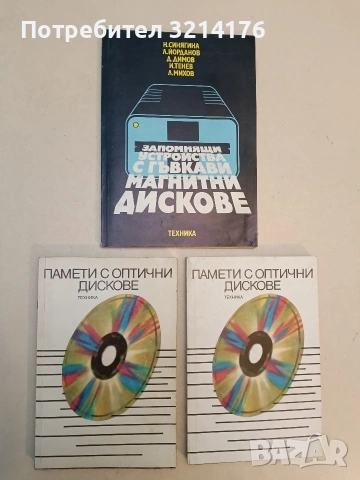 Потребител 3214176
Н.СИНЯГИНА
Л.ЙОРДАНОВ
Д.ДИМОВ
И.ТЕНЕВ
Л.МИХОВ
ЗАПОМНЯЩИ
УСТРОЙСТВА
С ГЪВКАВИ
МАГНИТНИ
ДИСКОВЕ
ТЕХНИКА
ПАМЕТИ С ОПТИЧНИ
ДИСКОВЕ
ТЕХНИКА
ПАМЕТИ С ОПТИЧНИ
ДИСКОВЕ
ТЕХНИКА
BAZAR